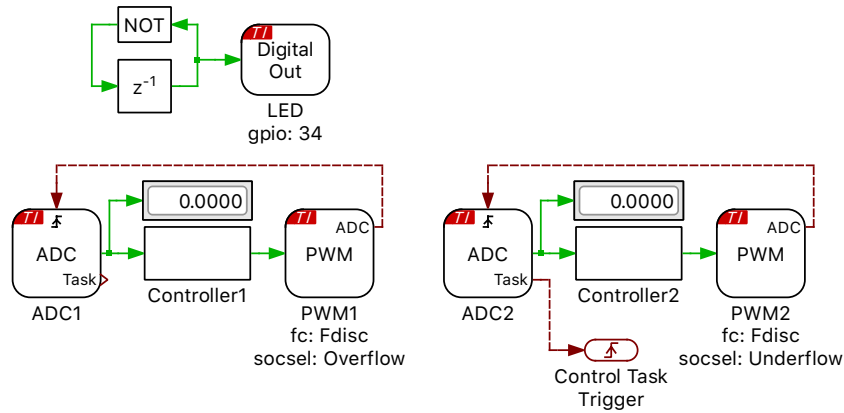 NOT
z-1
TI
Digital
Out
LED
gpio: 34
TI
ADC
Task
ADC1
0.0000
Controller1
TI
ADC
PWM
PWM1
fc: Fdisc
socsel: Overflow
TI
ADC
Task
ADC2
0.0000
Controller2
TI
ADC
PWM
PWM2
fc: Fdisc
socsel: Underflow
Control Task
Trigger